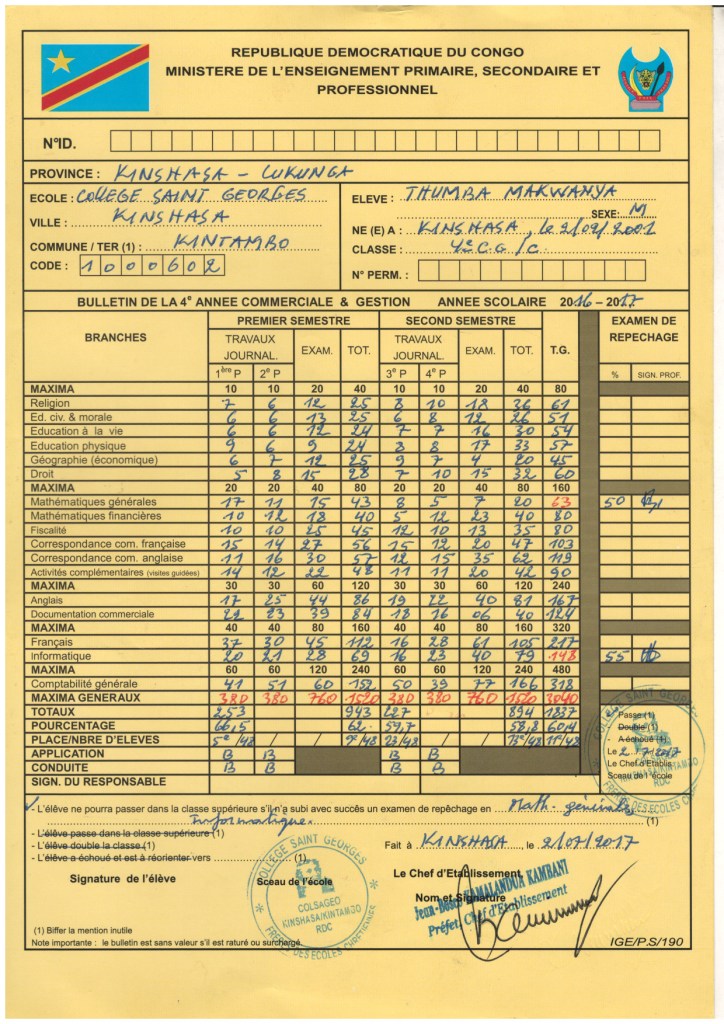 REPUBLIQUE DEMOCRATIQUE DU CONGO
MINISTERE DE L'ENSEIGNEMENT PRIMAIRE, SECONDAIRE ET
PROFESSIONNEL
N°ID.
PROVINCE : KINSHASA - LUKUNGA
ECOLE : COLLEGE SAINT GEORGES
VILLE : KINSHASA
COMMUNE / TER (1) : KINTAMBO
CODE : 1000602
ELEVE : THUMBA MAKWANYA
SEXE: M
NE (E) A : KINSHASA, le 2/02/2001
CLASSE : 4e C.G /C
N° PERM. :
BULLETIN DE LA 4e ANNEE COMMERCIALE & GESTION ANNEE SCOLAIRE 2016 - 2017
BRANCHES PREMIER SEMESTRE SECOND SEMESTRE T.G. EXAMEN DE REPECHAGE
TRAVAUX JOURNAL. EXAM. TOT. TRAVAUX JOURNAL. EXAM. TOT.
1ère P 2e P 3e P 4e P % SIGN. PROF.
MAXIMA 10 10 20 40 10 10 20 40 80
Religion 7 6 12 25 8 10 18 36 61
Ed. civ. & morale 6 6 13 25 6 8 12 26 51
Education à la vie 6 6 12 24 7 7 16 30 54
Education physique 9 6 9 24 8 8 17 33 57
Géographie (économique) 6 7 12 25 9 7 4 20 45
Droit 5 8 15 28 7 10 15 32 60
MAXIMA 20 20 40 80 20 20 40 80 160
Mathématiques générales 17 11 15 43 8 5 7 20 63 50
Mathématiques financières 10 12 18 40 5 12 23 40 80
Fiscalité 10 10 25 45 12 10 13 35 80
Correspondance com. française 15 14 27 56 15 12 20 47 103
Correspondance com. anglaise 11 16 30 57 12 15 35 62 119
Activités complémentaires (visites guidées) 14 12 22 48 11 11 20 42 90
MAXIMA 30 30 60 120 30 30 60 120 240
Anglais 17 25 44 86 19 22 40 81 167
Documentation commerciale 22 23 39 84 18 16 06 40 124
MAXIMA 40 40 80 160 40 40 80 160 320
Français 37 30 45 112 16 28 61 105 217
Informatique 20 21 28 69 16 23 40 79 148 55
MAXIMA 60 60 120 240 60 60 120 240 480
Comptabilité générale 41 51 60 152 50 39 77 166 318
MAXIMA GENERAUX 380 380 760 1520 380 380 760 1520 3040
TOTAUX 253 943 227 894 1837
POURCENTAGE 66,5 62 59,7 58,8 60,4
PLACE/NBRE D'ELEVES 5e/48 / / 9e/48 23/48 / / 13e/48 11e/48
APPLICATION B B B B
CONDUITE B B B B
SIGN. DU RESPONSABLE
Passe (1)
Double (1)
A échoué (1)
Le 2/7/2017
Le Chef d'Etablis.
Sceau de l'école
- L'élève ne pourra passer dans la classe supérieure s'il n'a subi avec succès un examen de repêchage en Math. générales
Informatique. (1)
- L'élève passe dans la classe supérieure (1)
- L'élève double la classe (1)
- L'élève a échoué et est à réorienter vers (1)
Fait à KINSHASA, le 2/07/2017
Signature de l'élève
Sceau de l'école
Le Chef d'Etablissement,
Nom et Signature
Jean-Bosco KAMALANDUA KAMBANI
Préfet, Chef d'Etablissement
COLLEGE SAINT GEORGES
COLSAGEO
KINSHASA/KINTAMBO
RDC
FRERES DES ECOLES CHRETIENNES
(1) Biffer la mention inutile
Note importante : le bulletin est sans valeur s'il est raturé ou surchargé.
IGE/P.S/190